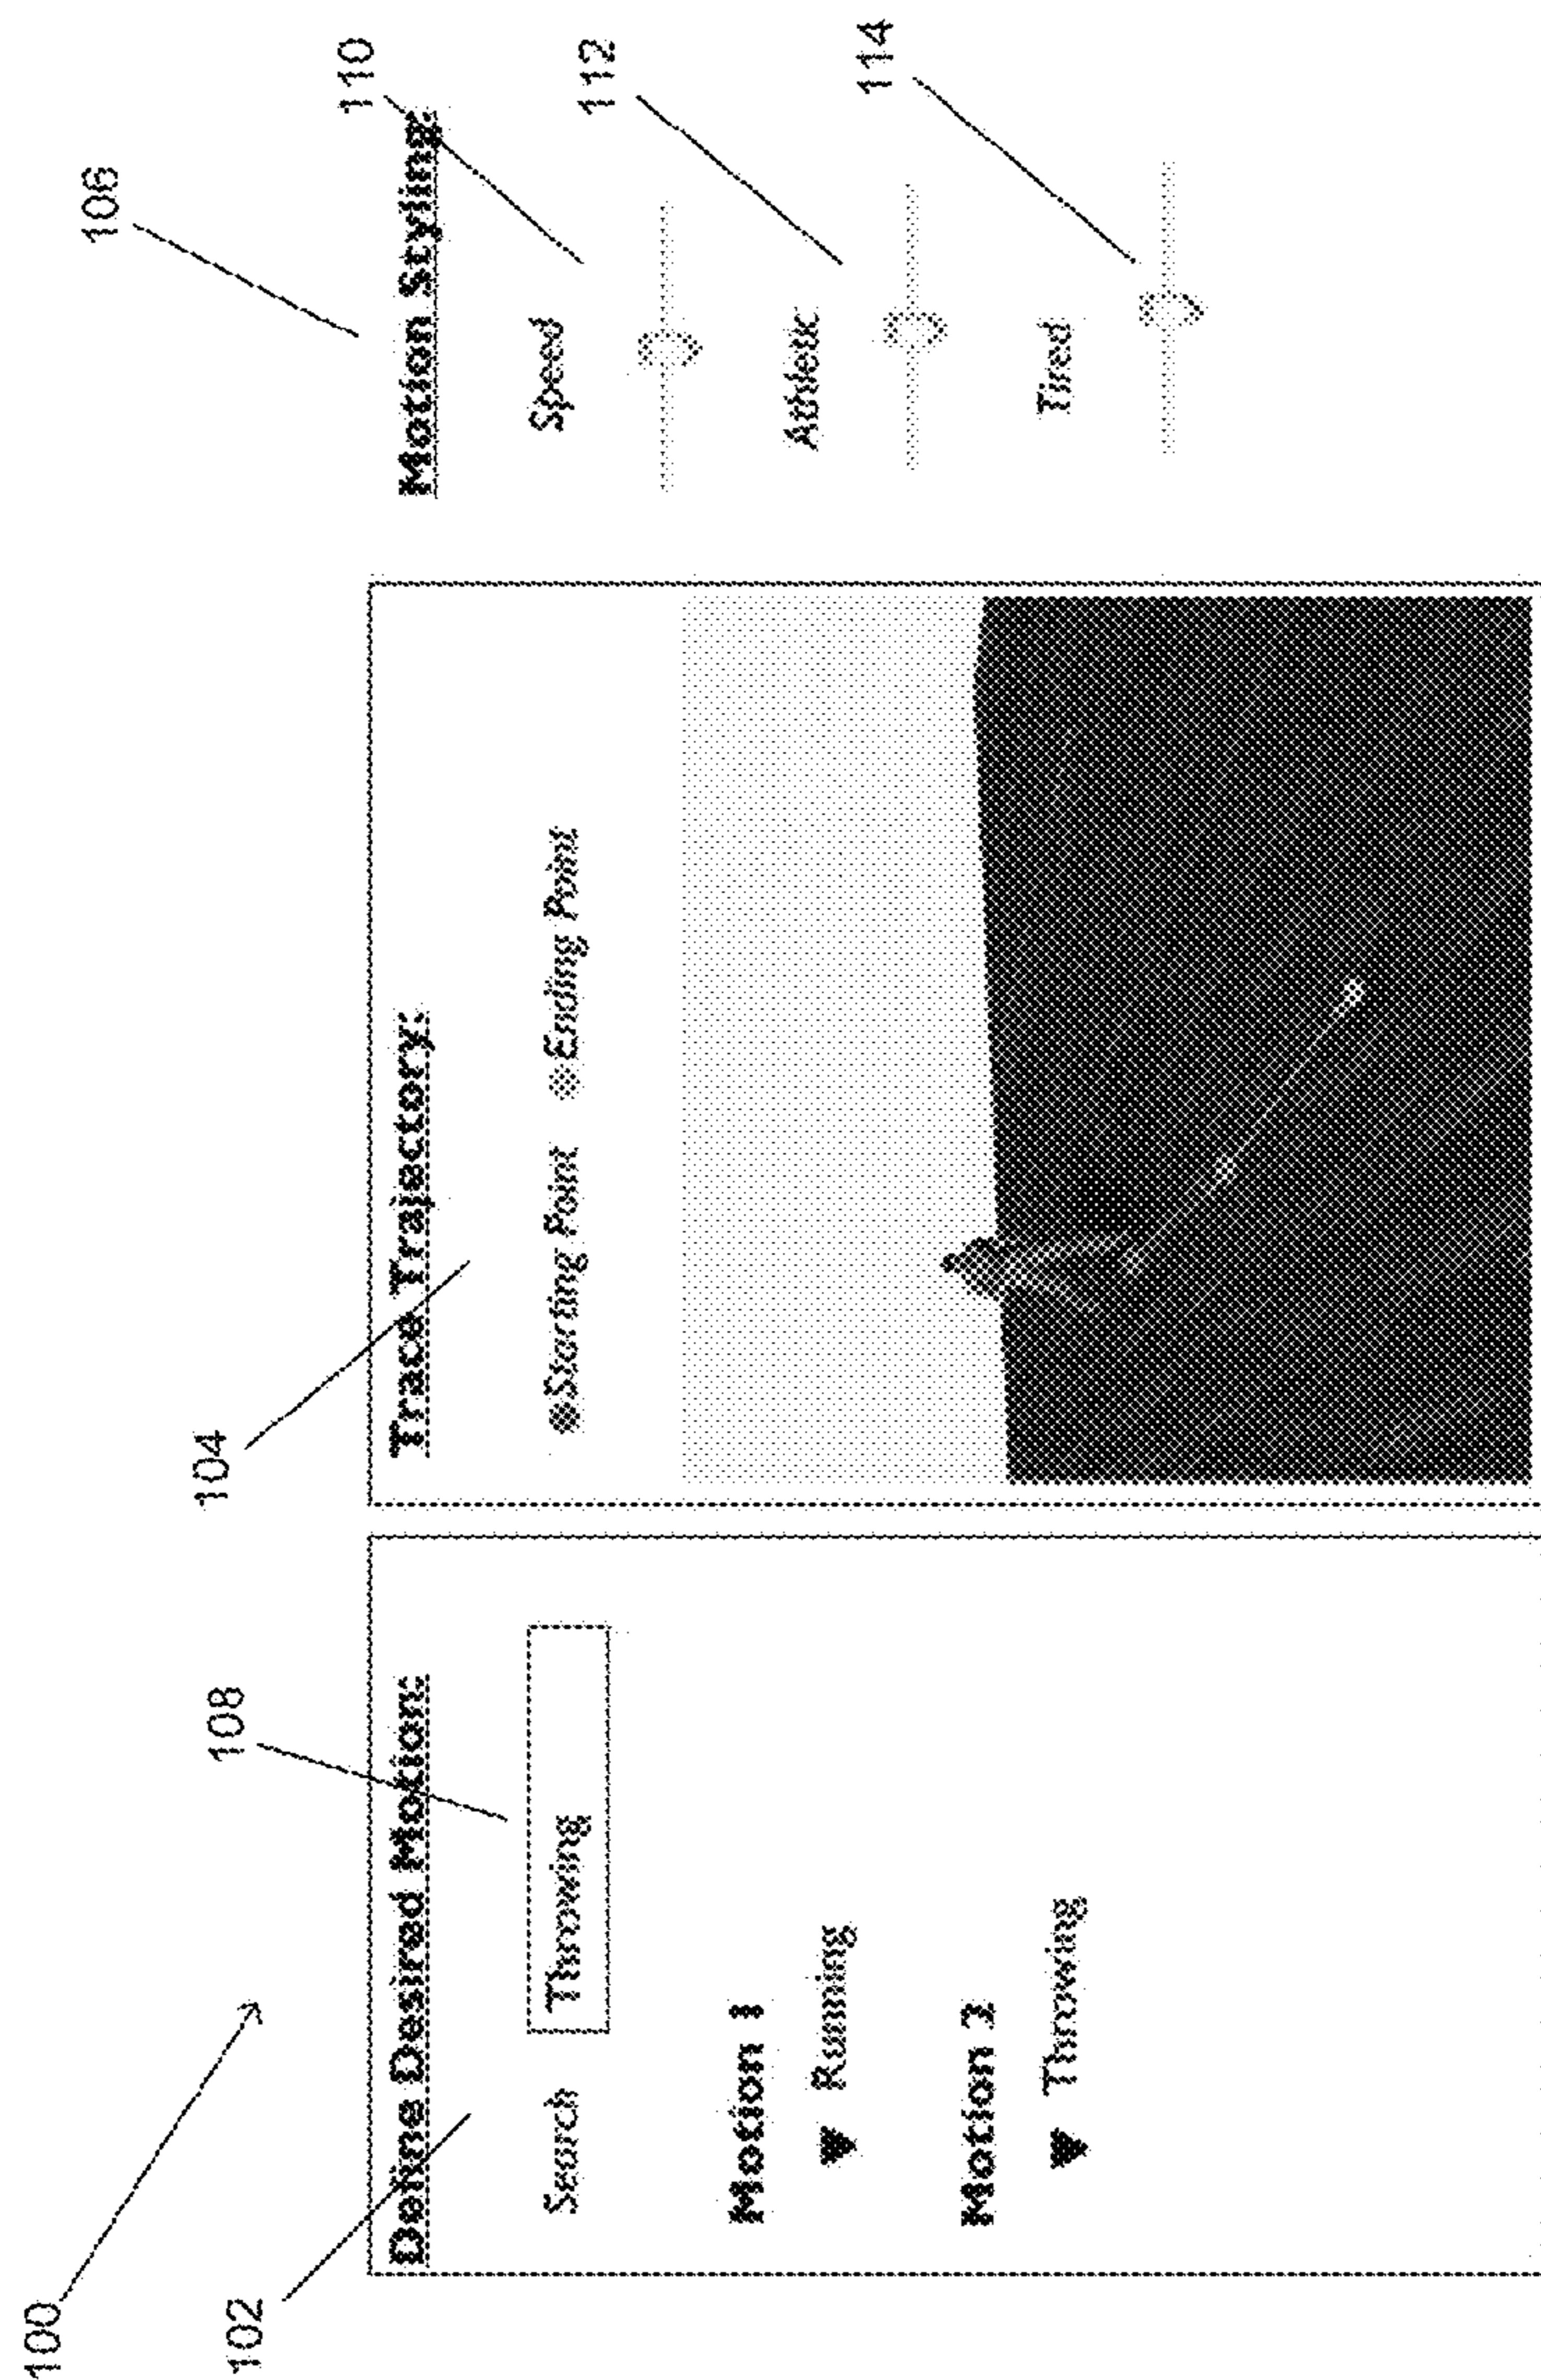 100
102
108
Define Desired Motion:
Search
Throwing
Motion 1
Running
Motion 2
Throwing
104
Trace Trajectory:
Starting Point
Ending Point
106
Motion Styling:
110
Speed
112
Athletic
114
Tired